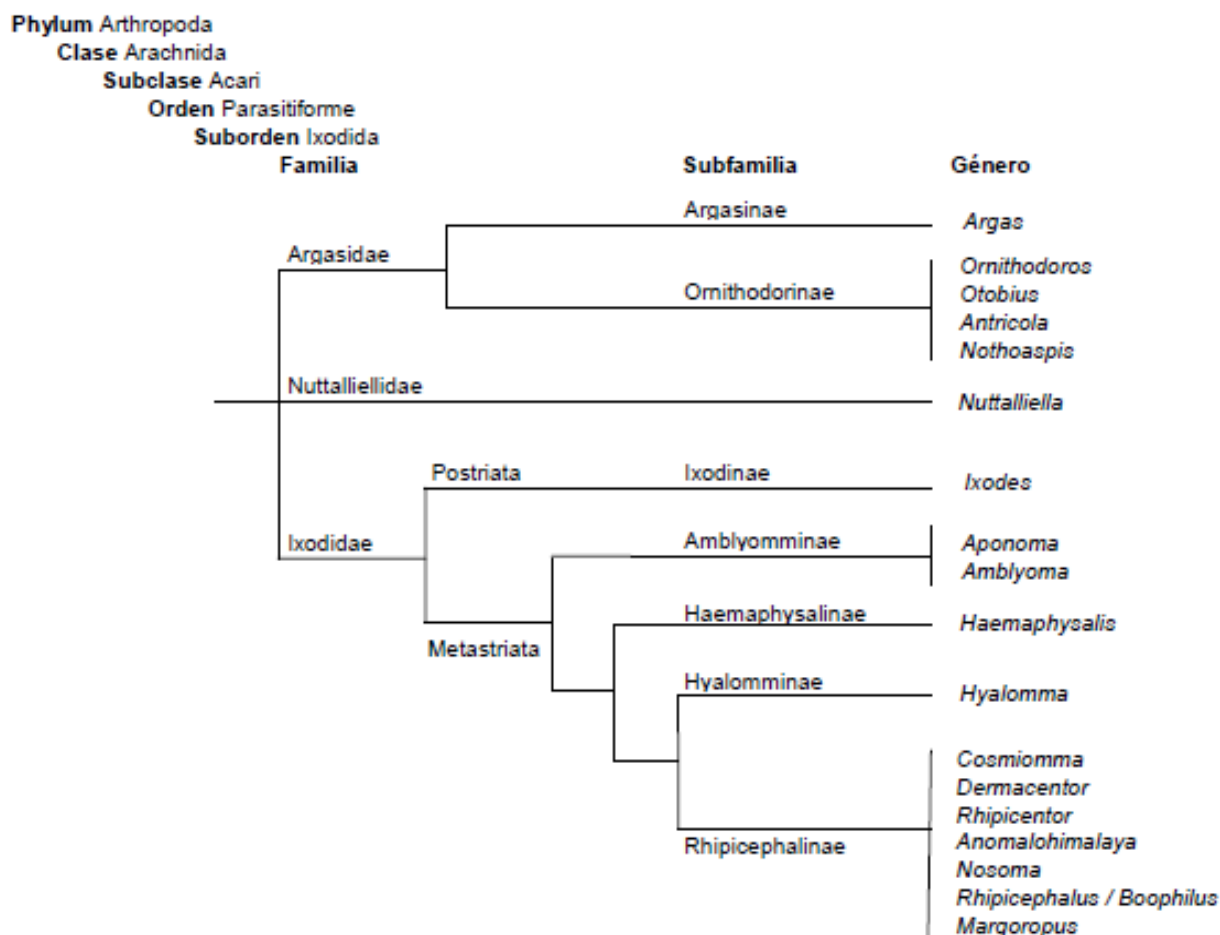 Phylum Arthropoda
Clase Arachnida
Subclase Acari
Orden Parasitiforme
Suborden Ixodida
Familia Subfamilia Género
Argasinae
Argas
Argasidae
Ornithodoros
Ornithodorinae
Otobius
Antricola
Nothoaspis
Nuttalliellidae
Nuttalliella
Postriata Ixodinae
Ixodes
Ixodidae
Amblyomminae
Aponoma
Amblyoma
Haemaphysalinae
Haemaphysalis
Metastriata
Hyalomminae
Hyalomma
Cosmiomma
Dermacentor
Rhipicentor
Rhipicephalinae
Anomalohimalaya
Nosoma
Rhipicephalus / Boophilus
Margoropus